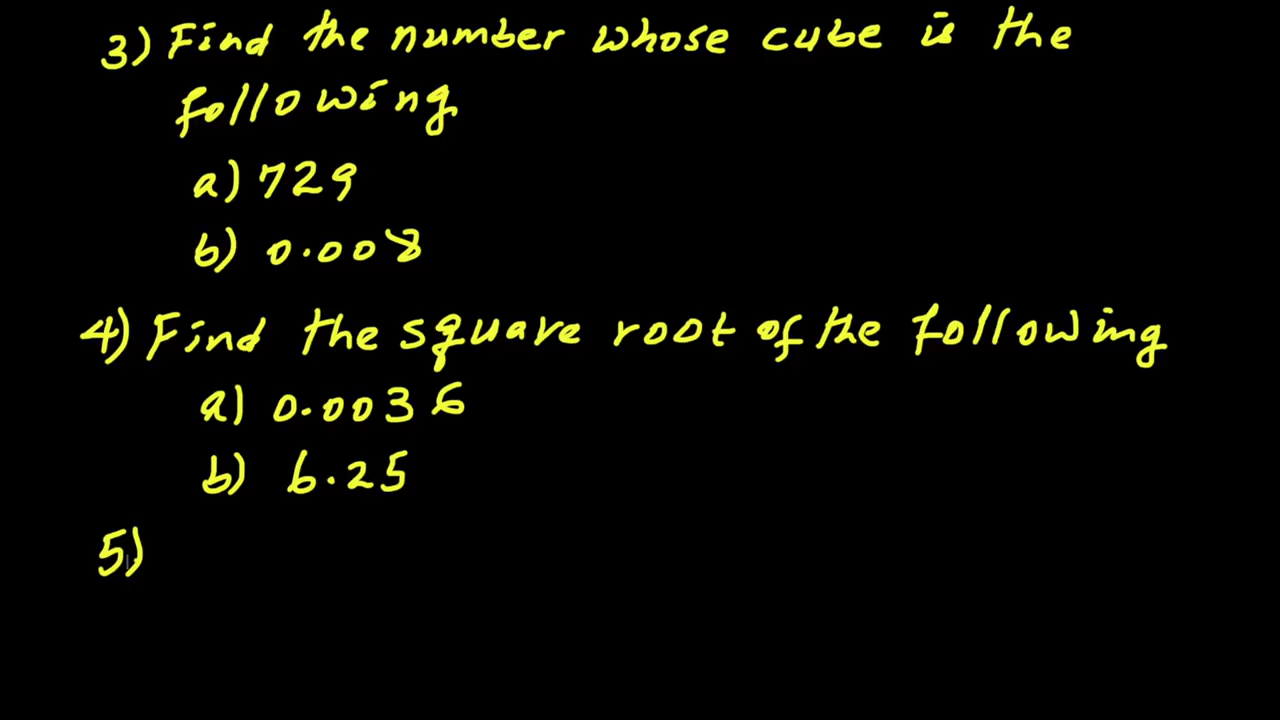 3) Find the number whose cube is the
following
a) 729
b) 0.008
4) Find the square root of the following
a) 0.0036
b) 6.25
5)